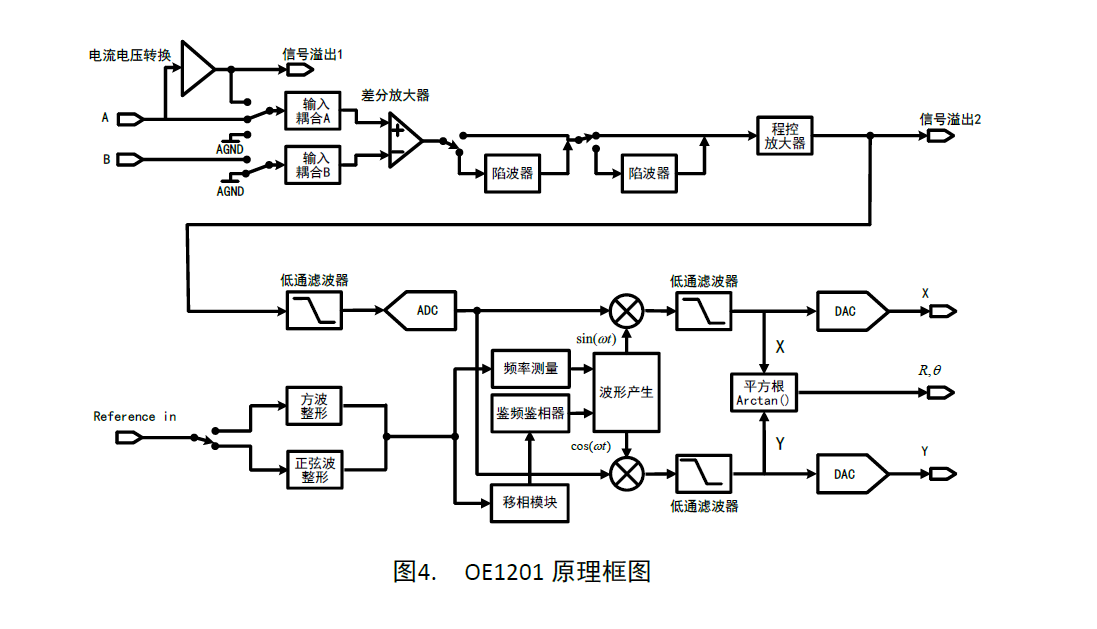 电流电压转换
信号溢出1
A
输入
耦合A
差分放大器
AGND
B
输入
耦合B
AGND
陷波器
陷波器
程控
放大器
信号溢出2
低通滤波器
ADC
低通滤波器
DAC
X
sin(ωt)
X
频率测量
波形产生
平方根
Arctan()
R,θ
鉴频鉴相器
方波
整形
Reference in
正弦波
整形
cos(ωt)
Y
移相模块
低通滤波器
DAC
Y
图4. OE1201 原理框图